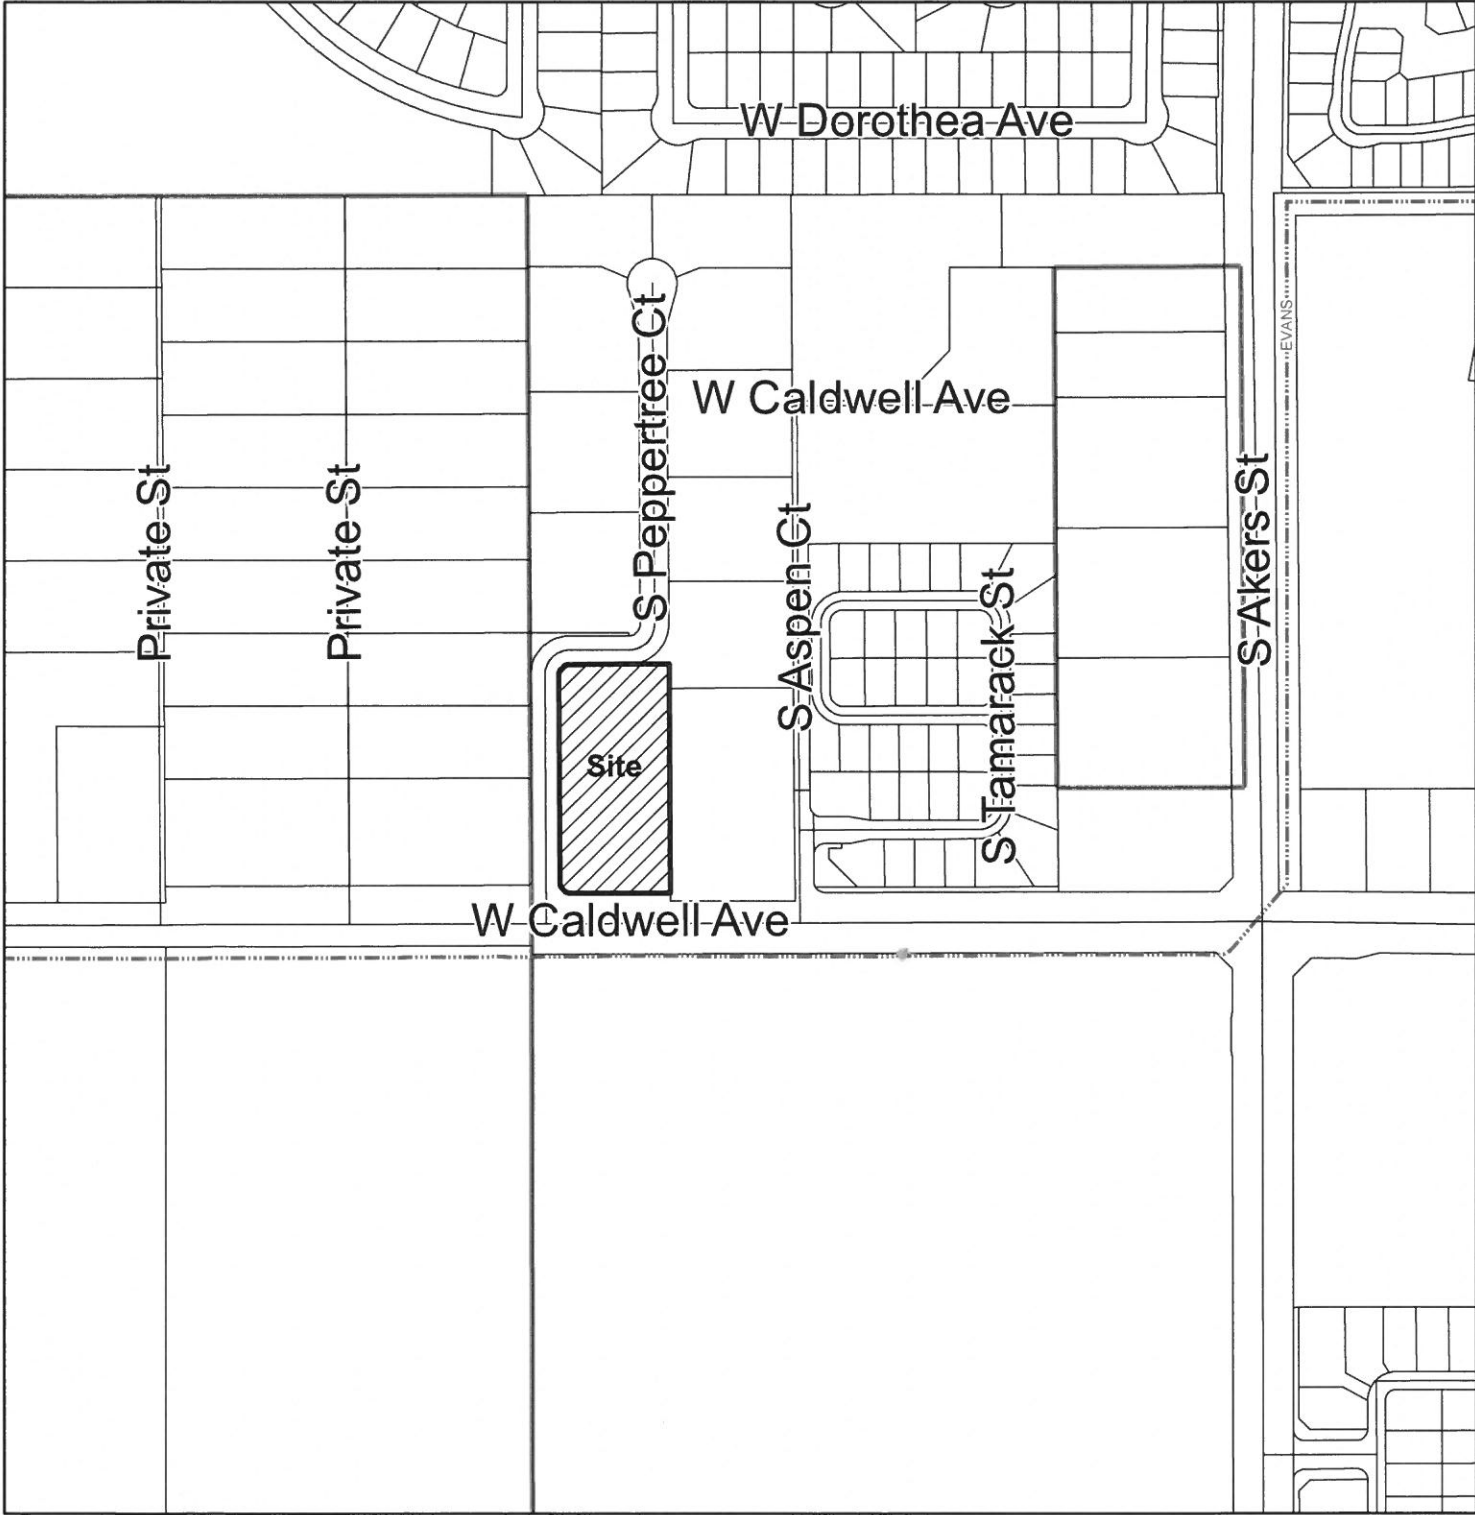 W Dorothea Ave
EVANS
W Caldwell Ave
S Peppertree Ct
Private St
Private St
S Aspen Ct
S Tamarack St
S Akers St
Site
W Caldwell Ave